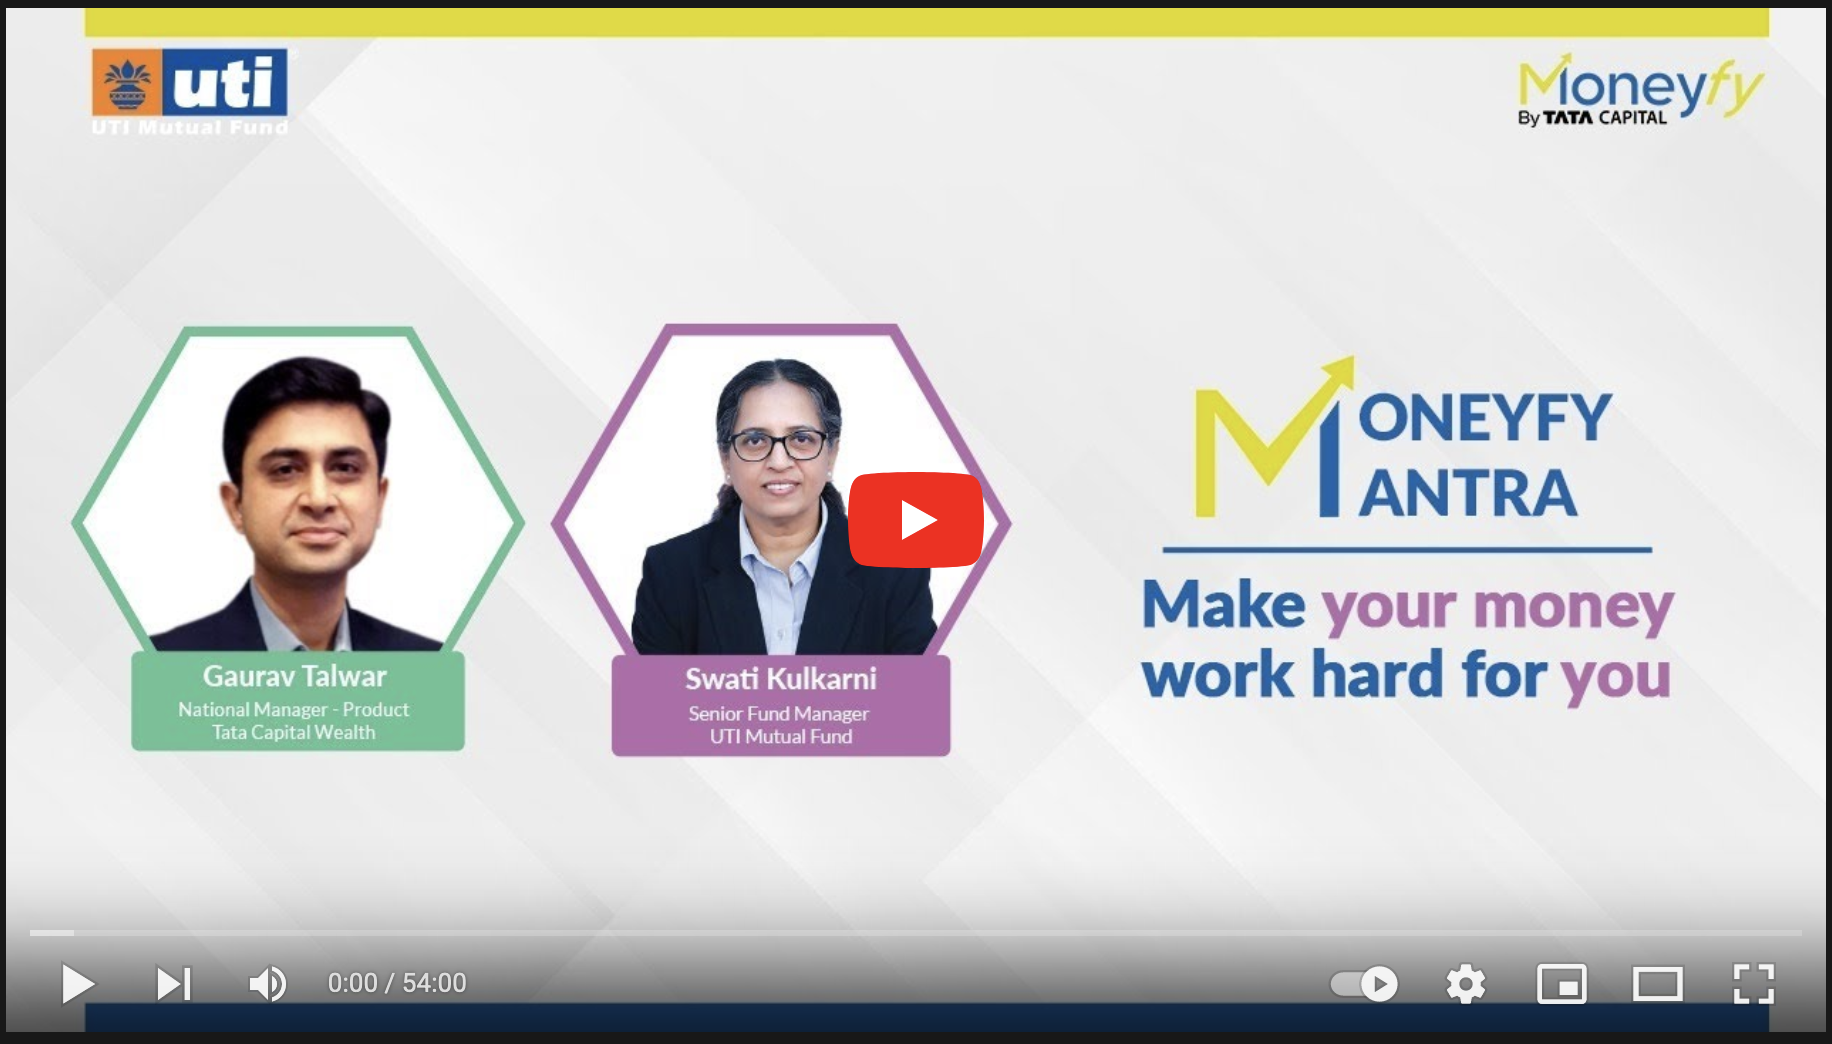 uti
UTI Mutual Fund
Moneyfy
By TATA CAPITAL
Gaurav Talwar
National Manager - Product
Tata Capital Wealth
Swati Kulkarni
Senior Fund Manager
UTI Mutual Fund
MONEYFY
MANTRA
Make your money
work hard for you
0:00 / 54:00